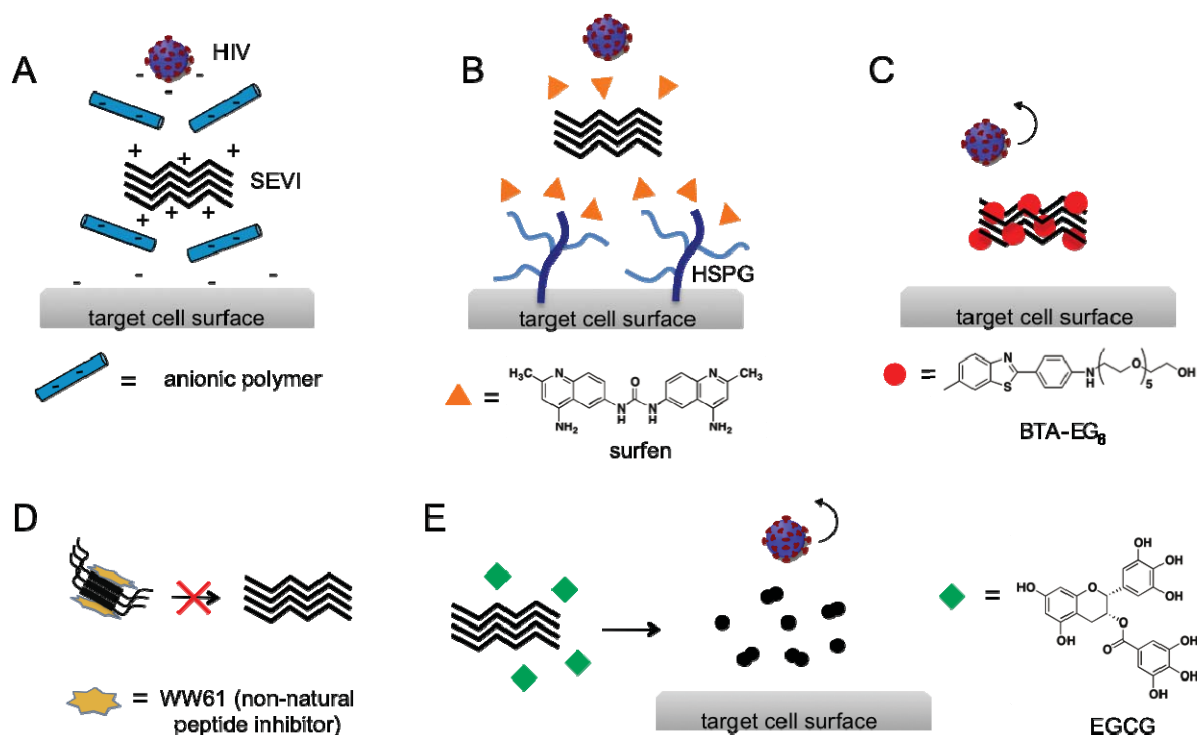 A
HIV
-
-
-
+
+
+
SEVI
+
+
+
-
-
-
-
target cell surface
= anionic polymer
B
HSPG
target cell surface
=
CH₃
N
N
CH₃
O
N
H
N
H
NH₂
NH₂
surfen
C
target cell surface
=
N
S
N
H
O
5
OH
BTA-EG₆
D
= WW61 (non-natural
peptide inhibitor)
E
target cell surface
=
OH
OH
OH
HO
O
OH
O
O
OH
OH
OH
EGCG